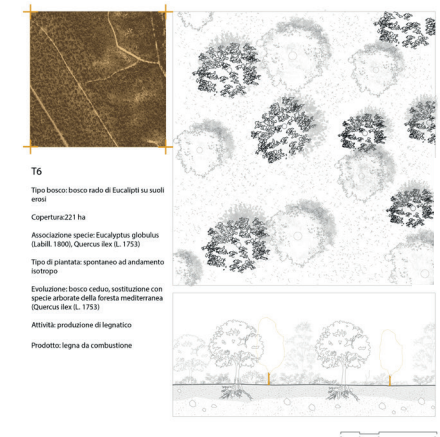 T6
Tipo bosco: bosco rado di Eucalipti su suoli
erosi
Copertura:221 ha
Associazione specie: Eucalyptus globulus
(Labill. 1800), Quercus ilex (L. 1753)
Tipo di piantata: spontaneo ad andamento
isotropo
Evoluzione: bosco ceduo, sostituzione con
specie arborate della foresta mediterranea
(Quercus ilex (L. 1753)
Attività: produzione di legnatico
Prodotto: legna da combustione